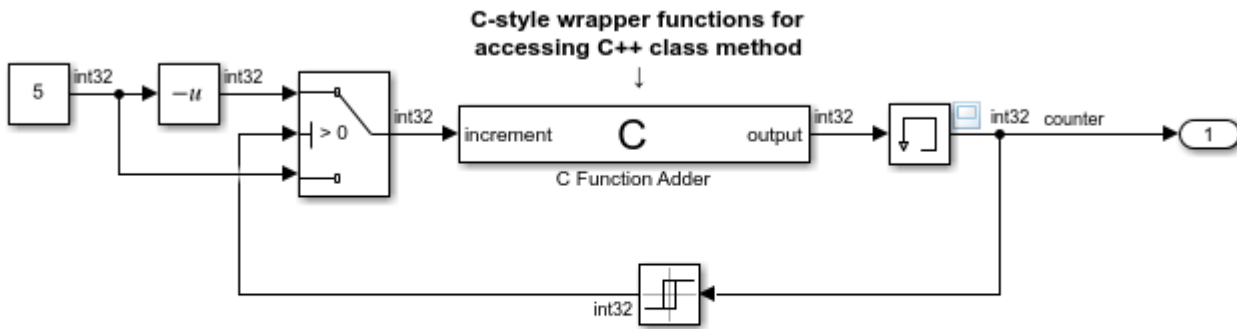 C-style wrapper functions for
accessing C++ class method
↓
5
int32
−u
int32
> 0
int32
increment
C
output
int32
int32
counter
1
C Function Adder
int32